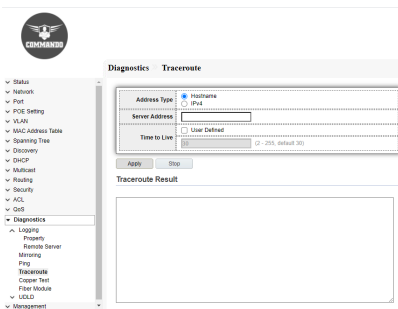 COMMANDO
Diagnostics Traceroute
Status
Network
Port
POE Setting
VLAN
MAC Address Table
Spanning Tree
Discovery
DHCP
Multicast
Routing
Security
ACL
QoS
Diagnostics
Logging
Property
Remote Server
Mirroring
Ping
Traceroute
Copper Test
Fiber Module
UDLD
Management
Address Type
Hostname
IPv4
Server Address
Time to Live
User Defined
30 (2 - 255, default 30)
Apply Stop
Traceroute Result